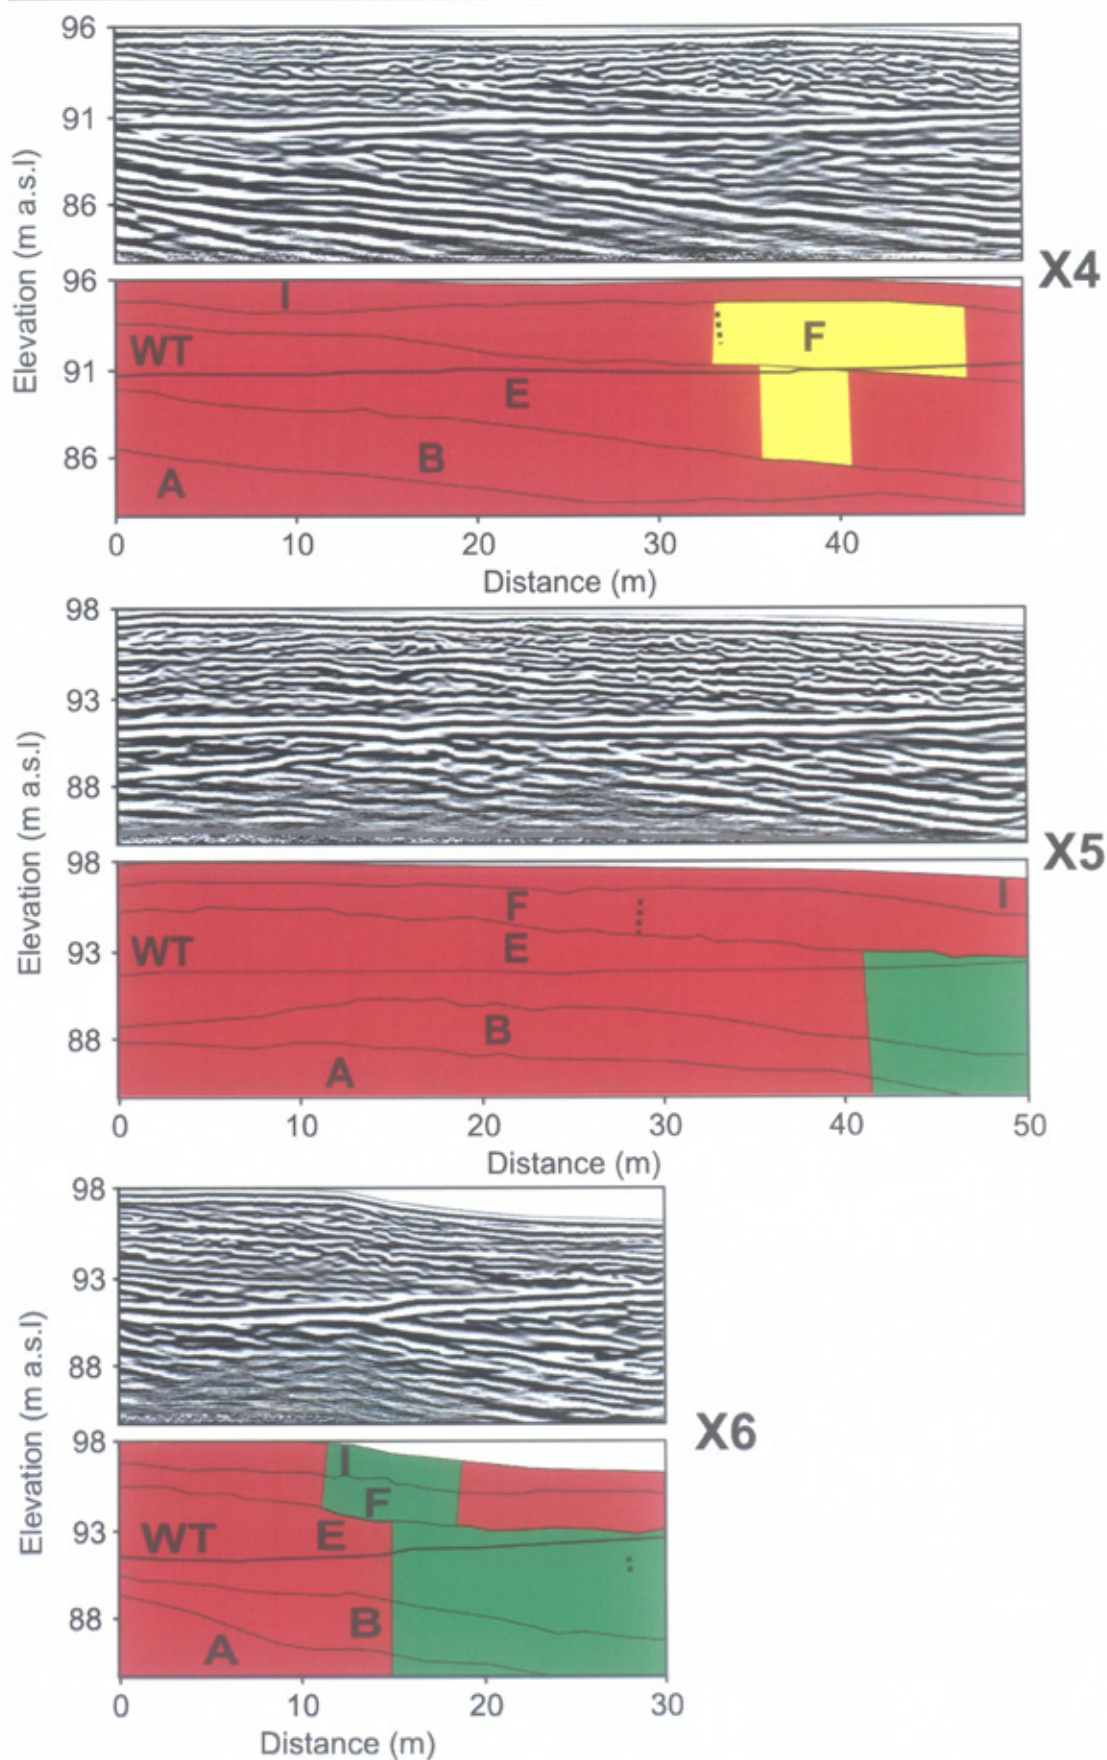 96
91
86
Elevation (m a.s.l)
X4
96
I
WT
F
91
E
86
B
A
0 10 20 30 40
Distance (m)
98
93
88
Elevation (m a.s.l)
X5
98
I
F
WT
E
93
88
B
A
0 10 20 30 40 50
Distance (m)
98
93
88
Elevation (m a.s.l)
X6
98
I
F
93
WT
E
88
B
A
0 10 20 30
Distance (m)